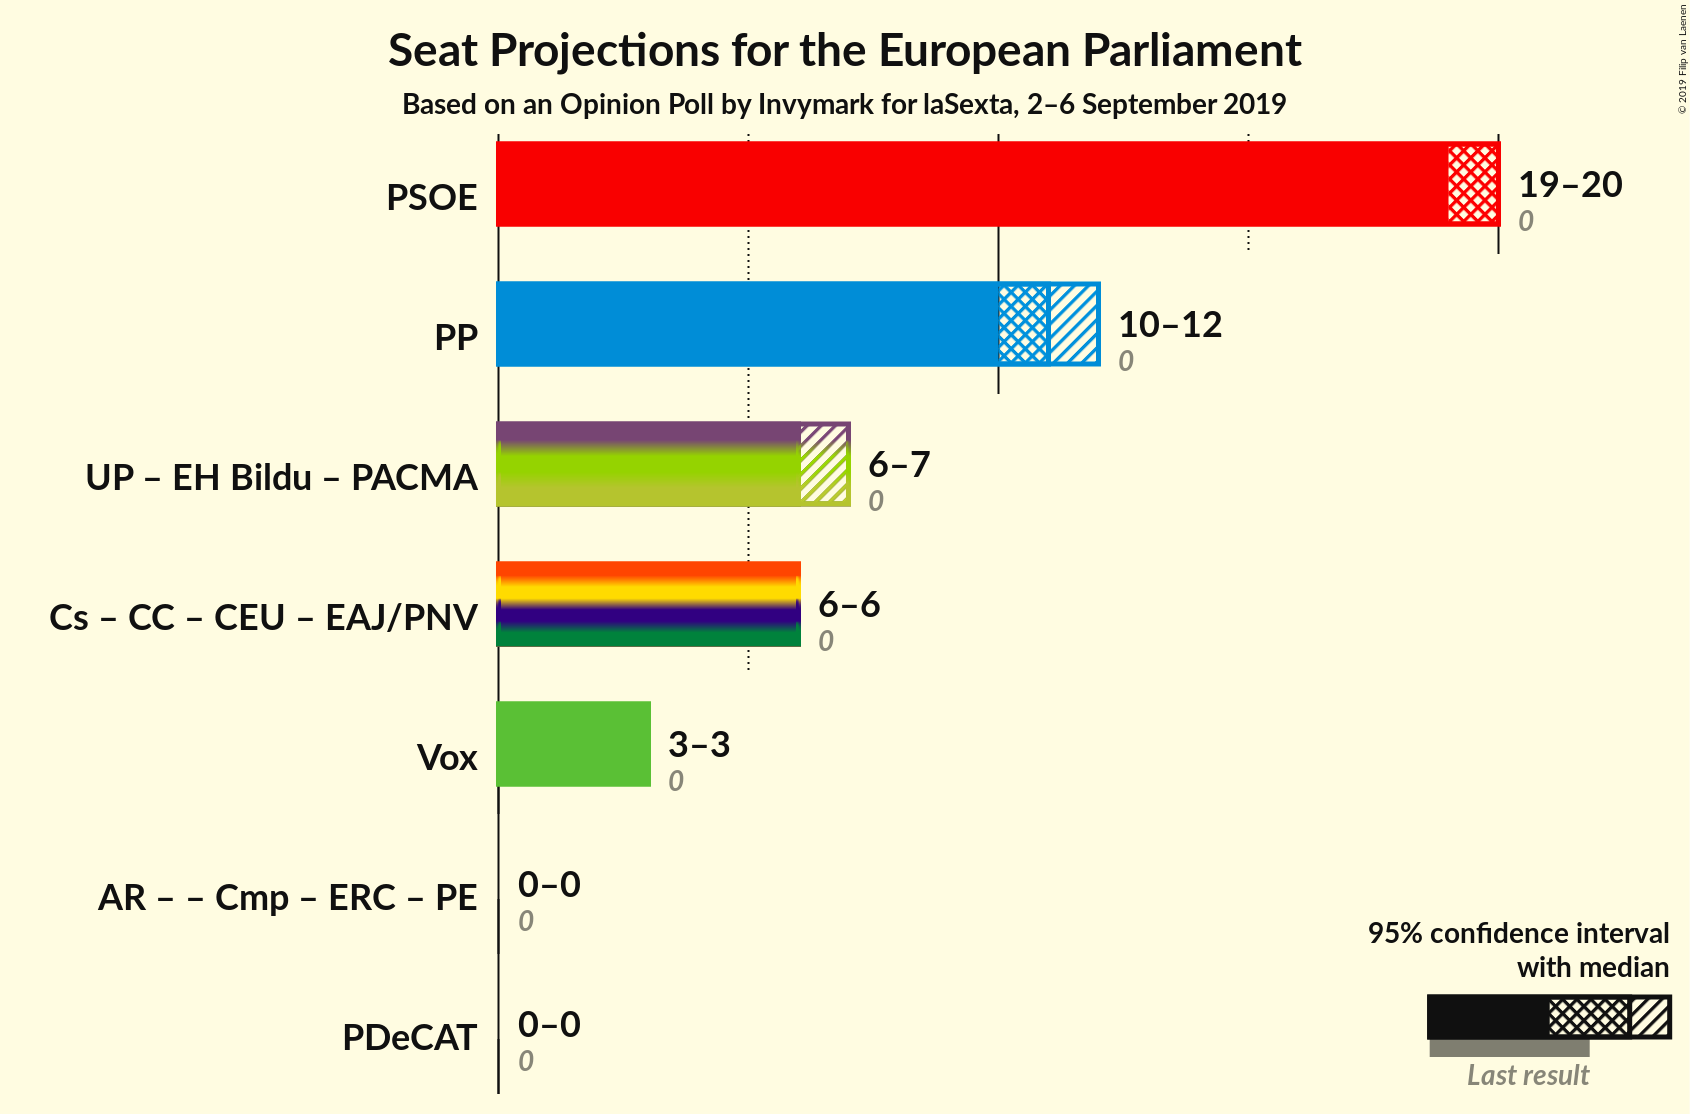 Seat Projections for the European Parliament
Based on an Opinion Poll by Invymark for laSexta, 2–6 September 2019
© 2019 Filip van Laenen
PSOE
19–20
0
PP
10–12
0
UP – EH Bildu – PACMA
6–7
0
Cs – CC – CEU – EAJ/PNV
6–6
0
Vox
3–3
0
AR – – Cmp – ERC – PE
0–0
0
PDeCAT
0–0
0
95% confidence interval
with median
Last result